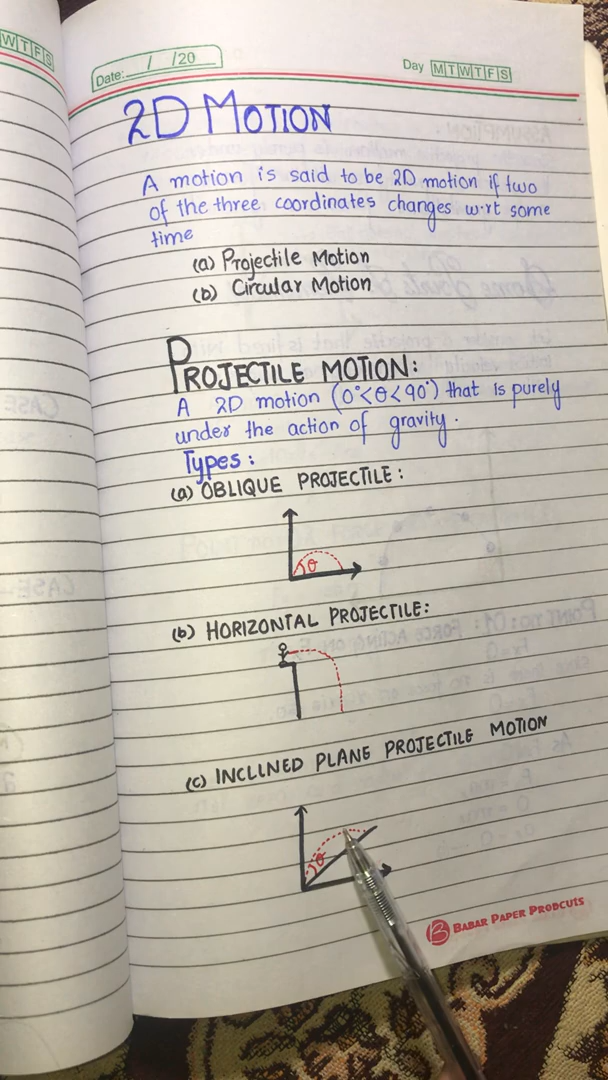 WTFS
Date: / /20
Day MTWTFS
2D MOTION
A motion is said to be 2D motion if two
of the three coordinates changes w.r.t some
time
(a) Projectile Motion
(b) Circular Motion
PROJECTILE MOTION:
A 2D motion (0°<θ<90°) that is purely
under the action of gravity.
Types:
(a) OBLIQUE PROJECTILE:
θ
(b) HORIZONTAL PROJECTILE:
(c) INCLINED PLANE PROJECTILE MOTION
θ
B BABAR PAPER PRODCUTS